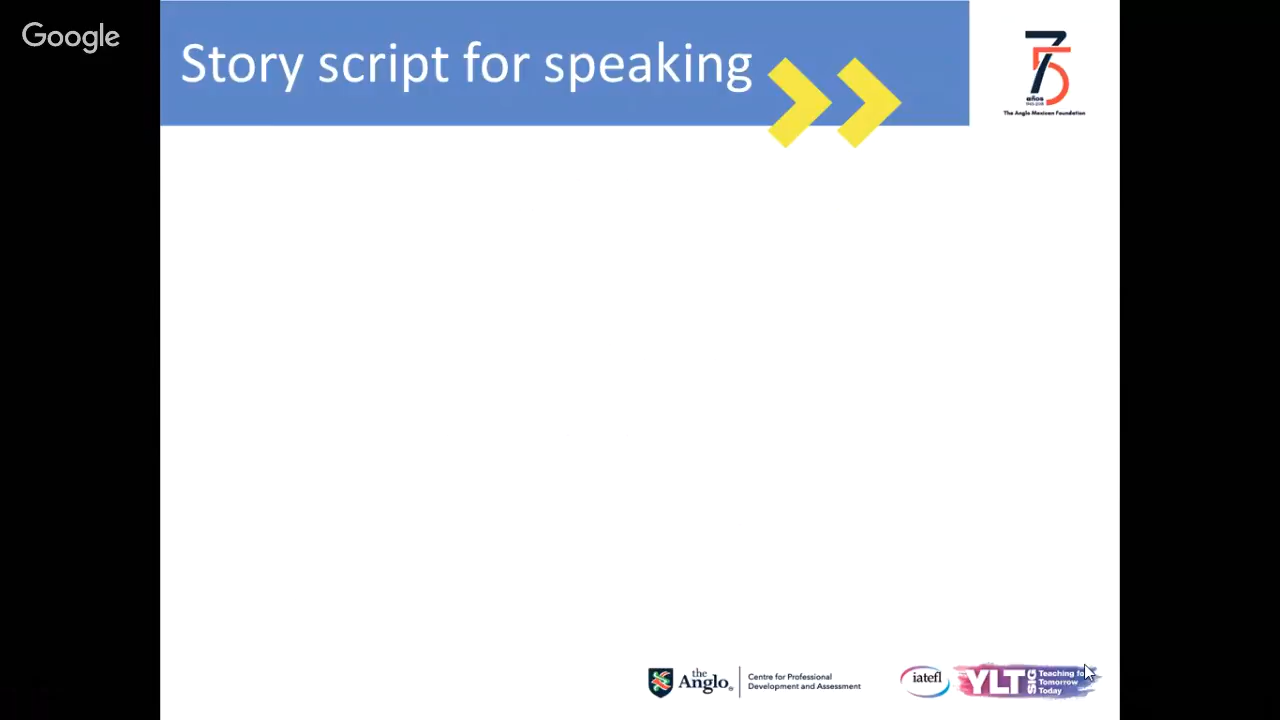 Google
Story script for speaking
75
años
The Anglo Mexican Foundation
the
Anglo
Centre for Professional
Development and Assessment
iatefl
YLT
SIG
Teaching for
Tomorrow
Today